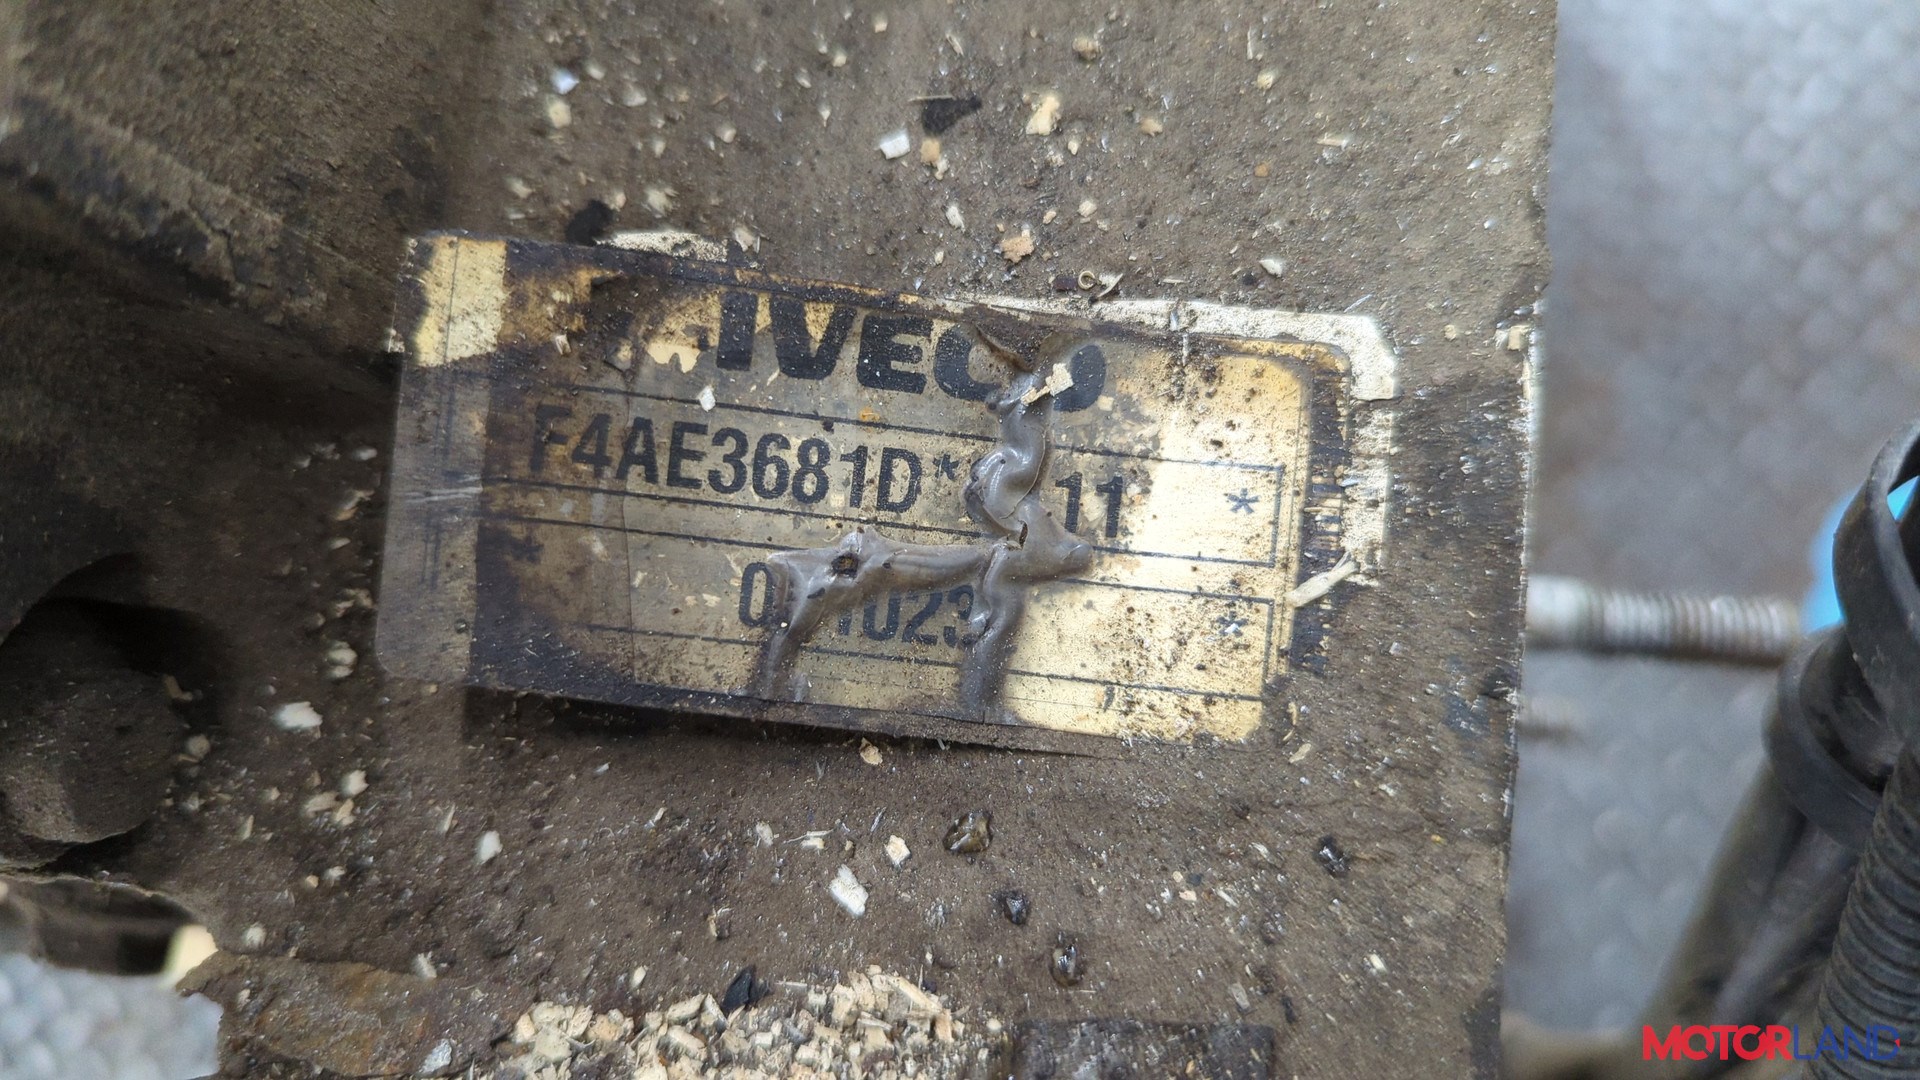 IVECO
F4AE3681D* 11 *
*
MOTORLAND